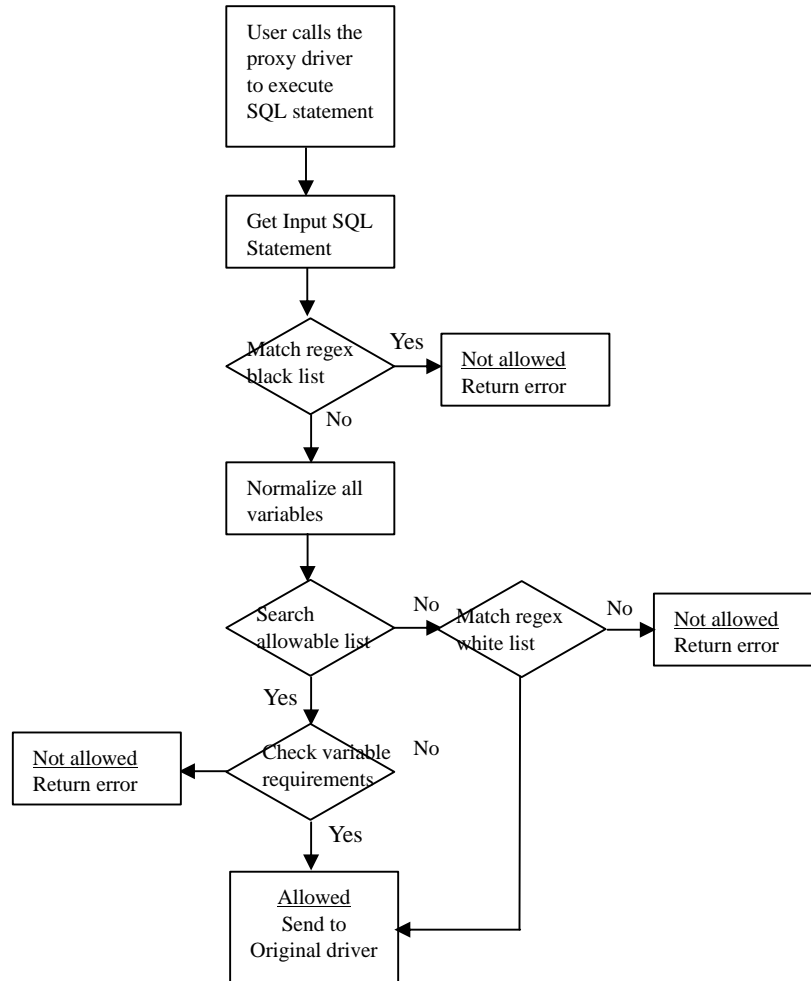 User calls the
proxy driver
to execute
SQL statement
Get Input SQL
Statement
Match regex
black list
Yes
Not allowed
Return error
No
Normalize all
variables
Search
allowable list
No
Match regex
white list
No
Not allowed
Return error
Yes
Not allowed
Return error
Check variable
requirements
No
Yes
Allowed
Send to
Original driver